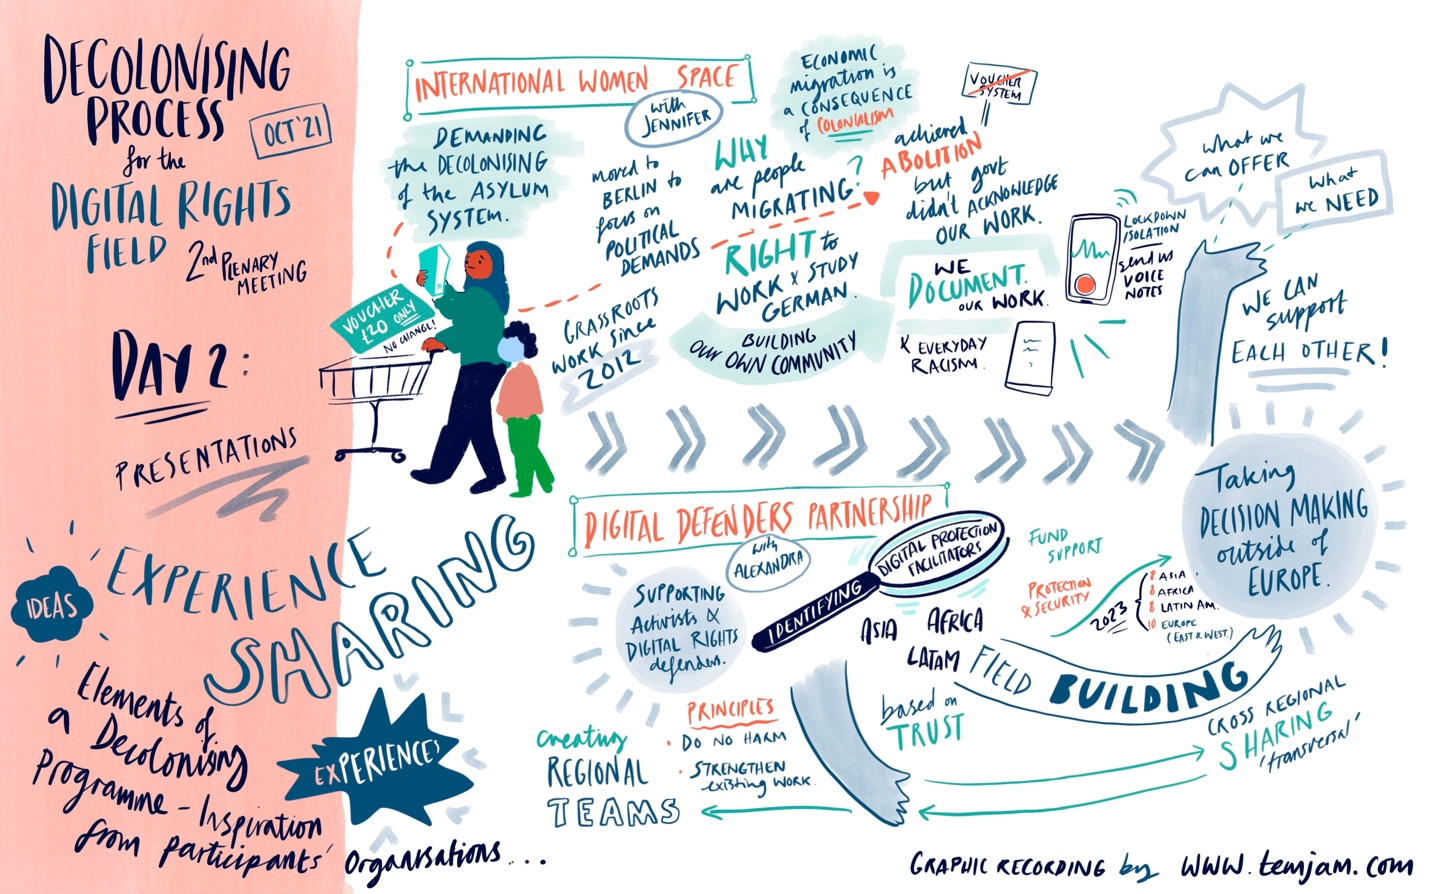 DECOLONISING
PROCESS
for the
OCT'21
DIGITAL RIGHTS
FIELD
2nd PLENARY
MEETING
DAY 2:
PRESENTATIONS
IDEAS
EXPERIENCE
SHARING
Elements of
a Decolonising
Programme - Inspiration
from participants'
Organisations...
EXPERIENCES
INTERNATIONAL WOMEN SPACE
with
JENNIFER
DEMANDING
the DECOLONISING
of the ASYLUM
SYSTEM.
VOUCHER
£20 ONLY
NO CHANGE!
moved to
BERLIN to
focus on
POLITICAL
DEMANDS
GRASSROOTS
WORK since
2012
WHY
are people
MIGRATING?
ECONOMIC
migration is
a CONSEQUENCE
of COLONIALISM
RIGHT to
WORK & STUDY
GERMAN.
BUILDING
OUR OWN COMMUNITY
VOUCHER
SYSTEM
achieved
ABOLITION
but govt
didn't ACKNOWLEDGE
OUR WORK.
WE
DOCUMENT.
OUR WORK.
& EVERYDAY
RACISM.
LOCKDOWN
ISOLATION
send us
VOICE
NOTES
what we
can OFFER
what
we NEED
WE CAN
support
EACH OTHER!
DIGITAL DEFENDERS PARTNERSHIP
with
ALEXANDRA
SUPPORTING
Activists &
DIGITAL RIGHTS
defenders.
IDENTIFYING
DIGITAL PROTECTION
FACILITATORS
ASIA
AFRICA
LATAM
FUND
SUPPORT
PROTECTION
& SECURITY
2023
8 ASIA
8 AFRICA
8 LATIN AM.
10 EUROPE
(EAST & WEST.)
Taking
DECISION MAKING
outside of
EUROPE.
FIELD BUILDING
PRINCIPLES
• DO NO HARM
• STRENGTHEN
existing WORK.
based on
TRUST
creating
REGIONAL
TEAMS
CROSS REGIONAL
SHARING
'transversal'
GRAPHIC RECORDING by WWW.temjam.com